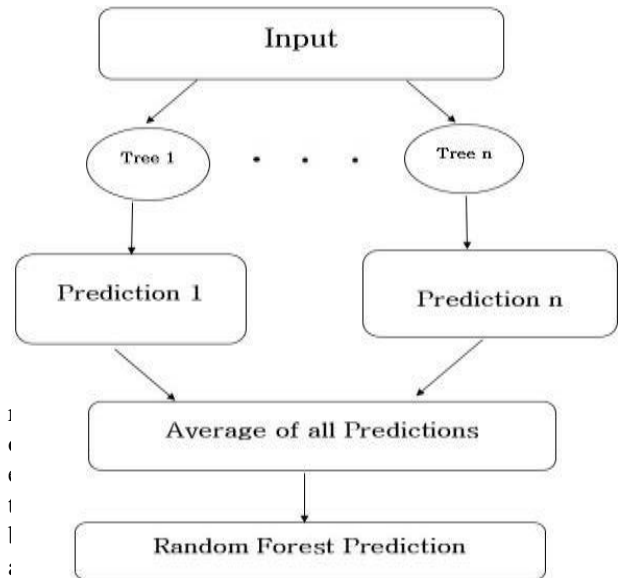 Input
Tree 1 . . . Tree n
Prediction 1
Prediction n
Average of all Predictions
Random Forest Prediction